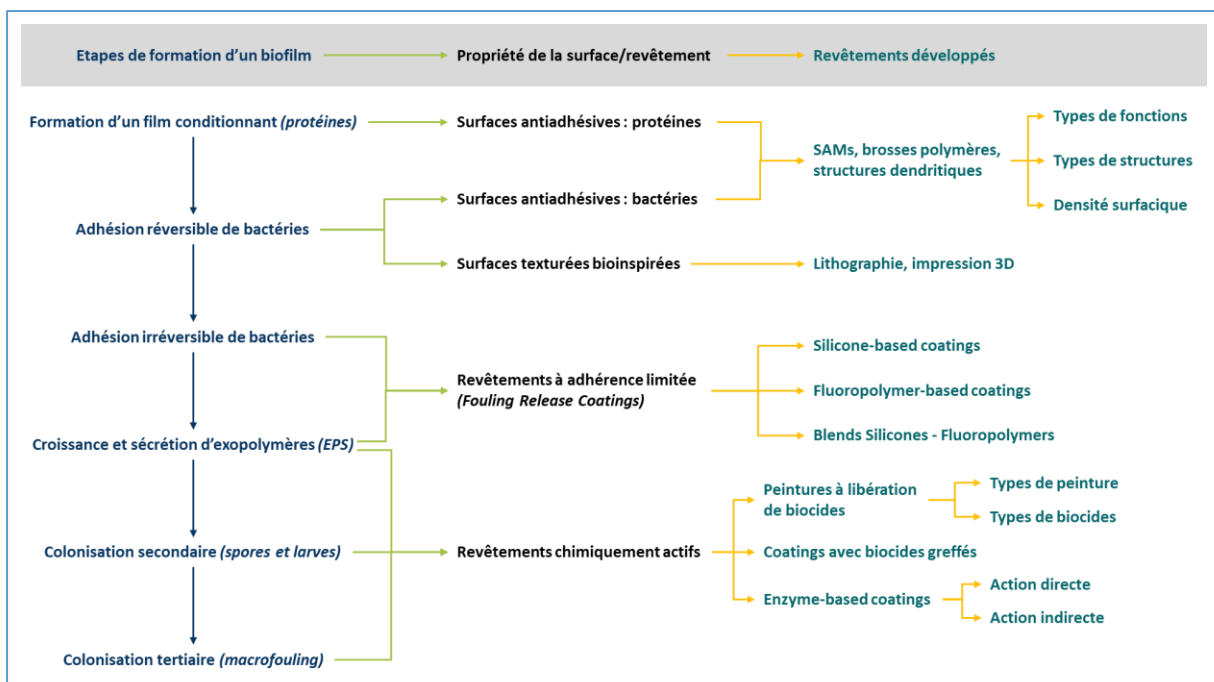 Etapes de formation d'un biofilm
Propriété de la surface/revêtement
Revêtements développés
Formation d'un film conditionnant (protéines)
Surfaces antiadhésives : protéines
Types de fonctions
SAMs, brosses polymères,
structures dendritiques
Types de structures
Surfaces antiadhésives : bactéries
Densité surfacique
Adhésion réversible de bactéries
Surfaces texturées bioinspirées
Lithographie, impression 3D
Adhésion irréversible de bactéries
Silicone-based coatings
Revêtements à adhérence limitée
(Fouling Release Coatings)
Fluoropolymer-based coatings
Croissance et sécrétion d'exopolymères (EPS)
Blends Silicones - Fluoropolymers
Peintures à libération
de biocides
Types de peinture
Types de biocides
Colonisation secondaire (spores et larves)
Revêtements chimiquement actifs
Coatings avec biocides greffés
Enzyme-based coatings
Action directe
Action indirecte
Colonisation tertiaire (macrofouling)